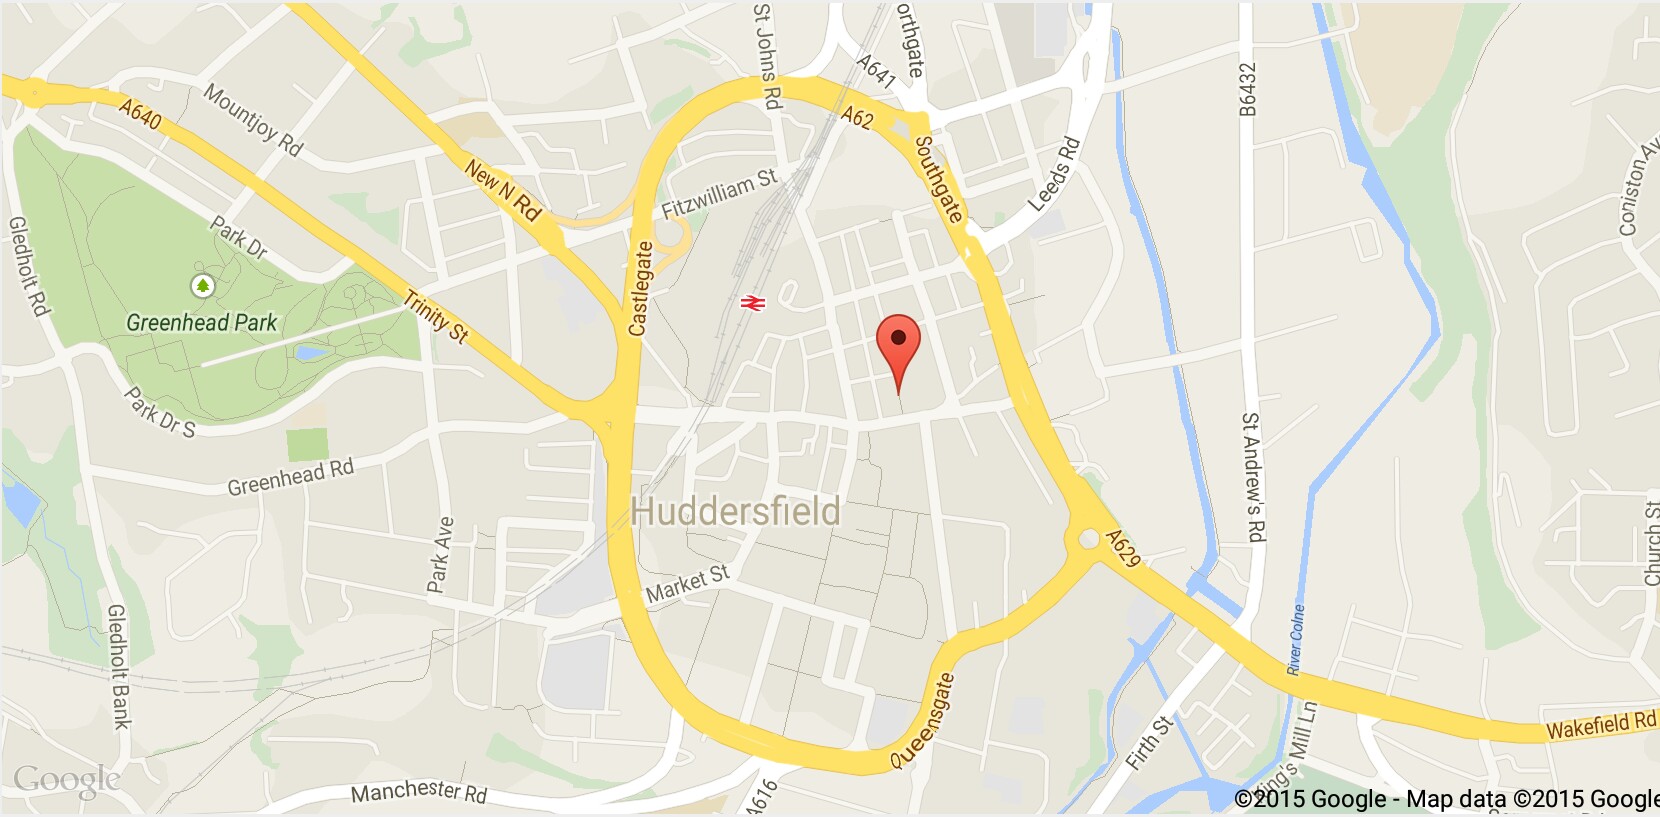 St Johns Rd
orthgate
A641
B6432
A640
Mountjoy Rd
A62
Southgate
Leeds Rd
Coniston Av
New N Rd
Fitzwilliam St
Gledholt Rd
Park Dr
Castlegate
Greenhead Park
Trinity St
Park Dr S
Greenhead Rd
St Andrew's Rd
Huddersfield
Park Ave
A629
Church St
Market St
Gledholt Bank
River Colne
Queensgate
Firth St
King's Mill Ln
Wakefield Rd
Google
Manchester Rd
A616
©2015 Google - Map data ©2015 Google